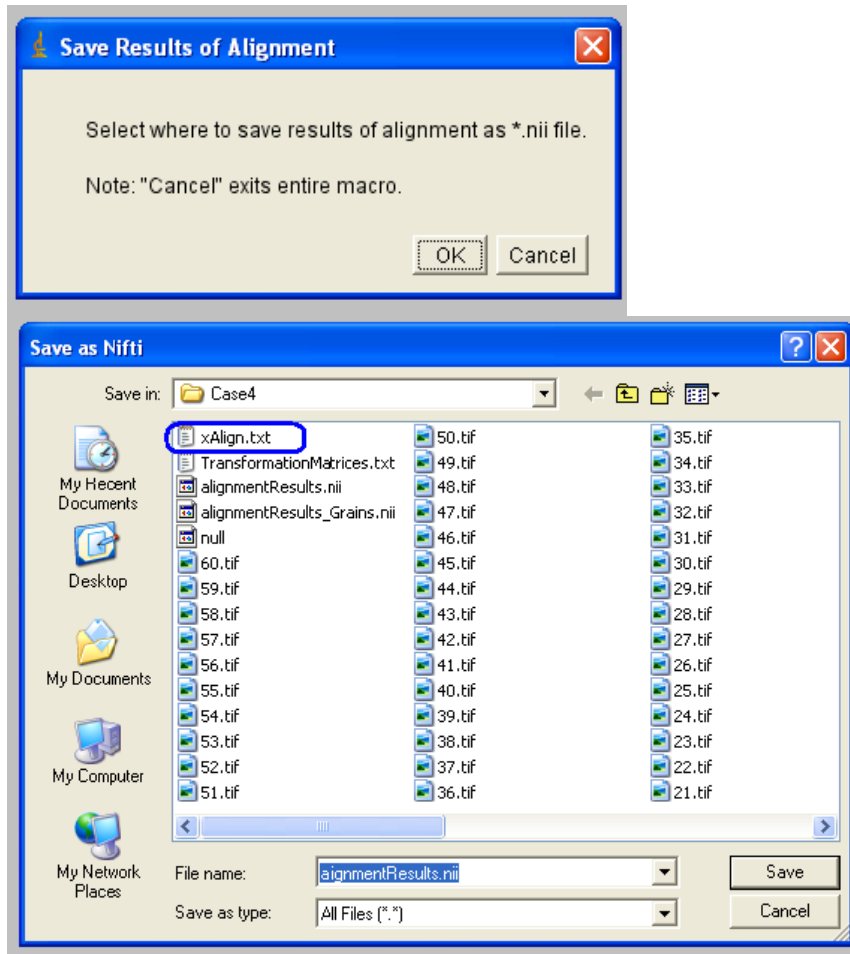 Save Results of Alignment
Select where to save results of alignment as *.nii file.
Note: "Cancel" exits entire macro.
OK Cancel
Save as Nifti
Save in: Case4
xAlign.txt 50.tif 35.tif
TransformationMatrices.txt 49.tif 34.tif
alignmentResults.nii 48.tif 33.tif
alignmentResults_Grains.nii 47.tif 32.tif
null 46.tif 31.tif
60.tif 45.tif 30.tif
59.tif 44.tif 29.tif
58.tif 43.tif 28.tif
57.tif 42.tif 27.tif
56.tif 41.tif 26.tif
55.tif 40.tif 25.tif
54.tif 39.tif 24.tif
53.tif 38.tif 23.tif
52.tif 37.tif 22.tif
51.tif 36.tif 21.tif
My Recent
Documents
Desktop
My Documents
My Computer
My Network
Places
File name: aignmentResults.nii Save
Save as type: All Files (*.*) Cancel